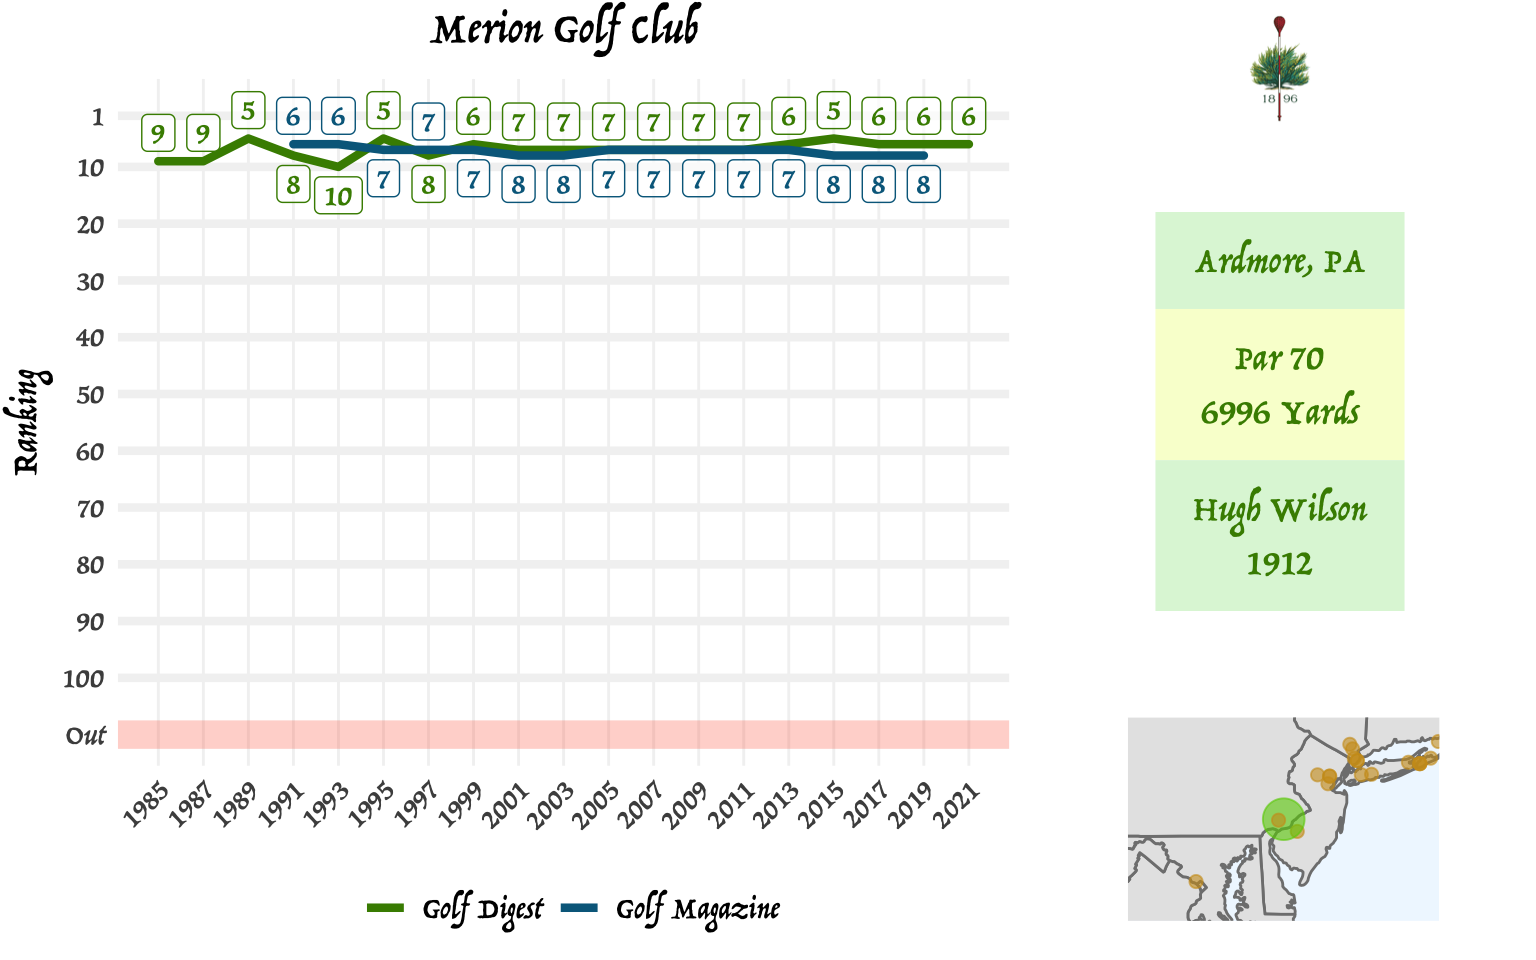 Merion Golf Club
18 96
Ranking
1
10
20
30
40
50
60
70
80
90
100
Out
9 9 5 6 6 5 7 6 7 7 7 7 7 7 6 5 6 6 6
8 10 7 8 7 8 8 7 7 7 7 7 8 8 8
1985 1987 1989 1991 1993 1995 1997 1999 2001 2003 2005 2007 2009 2011 2013 2015 2017 2019 2021
Golf Digest Golf Magazine
Ardmore, PA
Par 70
6996 Yards
Hugh Wilson
1912